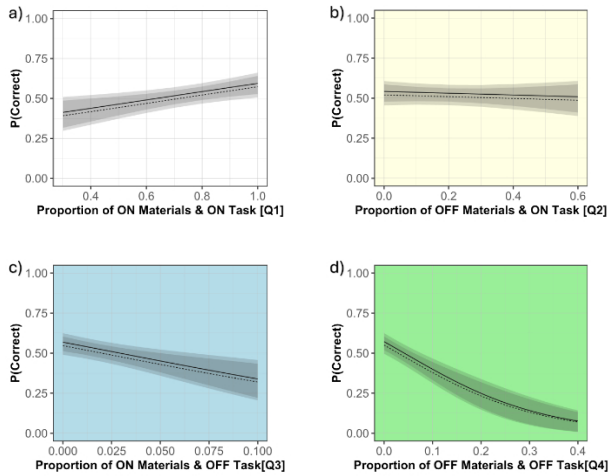 a)
1.00
0.75
0.50
0.25
0.00
P(Correct)
0.4 0.6 0.8 1.0
Proportion of ON Materials & ON Task [Q1]
b)
1.00
0.75
0.50
0.25
0.00
P(Correct)
0.0 0.2 0.4 0.6
Proportion of OFF Materials & ON Task [Q2]
c)
1.00
0.75
0.50
0.25
0.00
P(Correct)
0.000 0.025 0.050 0.075 0.100
Proportion of ON Materials & OFF Task[Q3]
d)
1.00
0.75
0.50
0.25
0.00
P(Correct)
0.0 0.1 0.2 0.3 0.4
Proportion of OFF Materials & OFF Task[Q4]